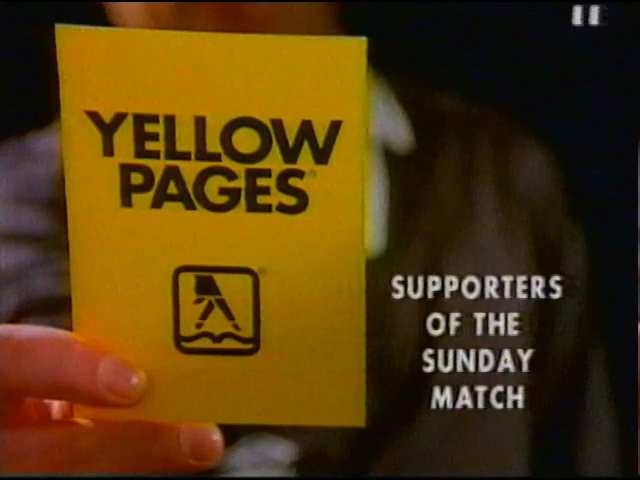 YELLOW
PAGES®
SUPPORTERS
OF THE
SUNDAY
MATCH